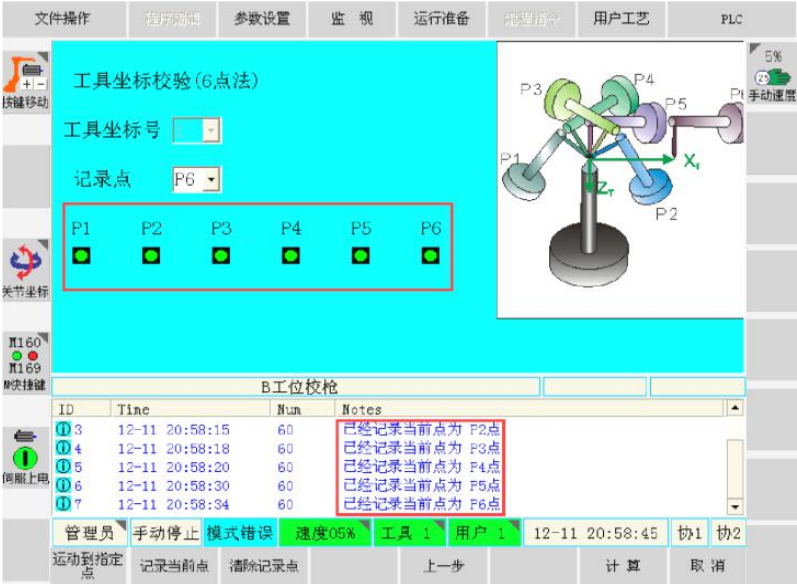 文件操作 程序编辑 参数设置 监 视 运行准备 编程指令 用户工艺 PLC
5%
手动速度
按键移动
工具坐标校验(6点法)
工具坐标号
记录点 P6
P1 P2 P3 P4 P5 P6
P3 P4 P5
P1 P2
X
Z
关节坐标
M160
M169
M快捷键
B工位校枪
ID Time Num Notes
3 12-11 20:58:15 60 已经记录当前点为 P2点
4 12-11 20:58:18 60 已经记录当前点为 P3点
5 12-11 20:58:20 60 已经记录当前点为 P4点
6 12-11 20:58:30 60 已经记录当前点为 P5点
7 12-11 20:58:34 60 已经记录当前点为 P6点
伺服上电
管理员 手动停止 模式错误 速度05% 工具 1 用户 1 12-11 20:58:45 协1 协2
运动到指定点 记录当前点 清除记录点 上一步 计 算 取 消